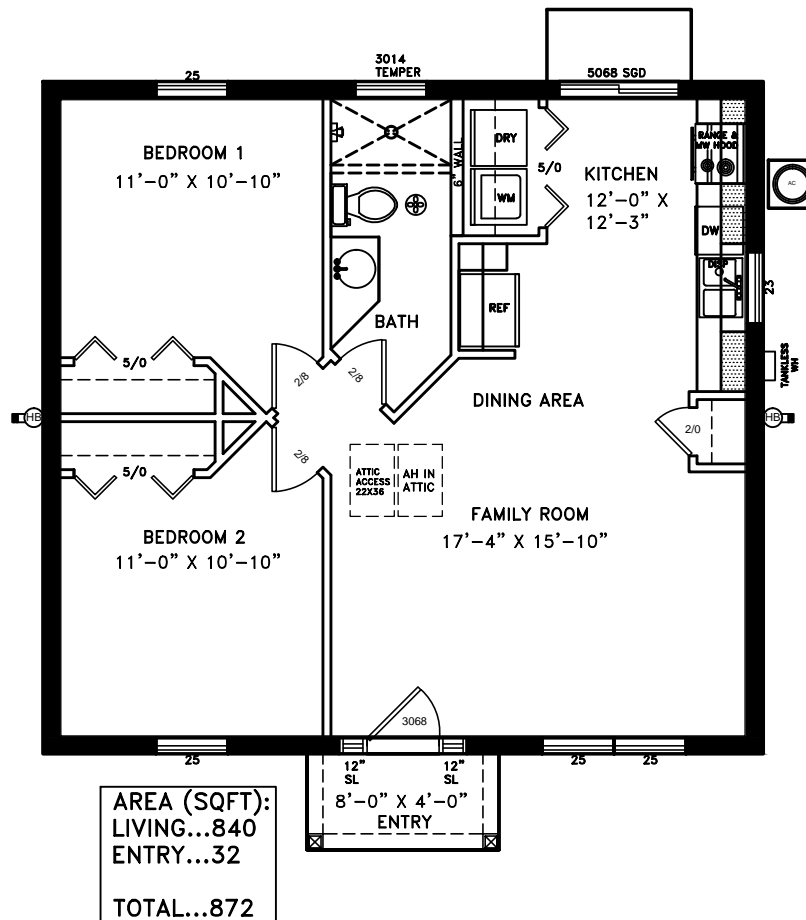 3014
TEMPER
25
5068 SGD
BEDROOM 1
11'-0" X 10'-10"
6" WALL
DRY
WM
5/0
KITCHEN
12'-0" X
12'-3"
RANGE &
MW HOOD
AC
DW
DISP
23
REF
BATH
5/0
2/8
2/8
TANKLESS
WH
DINING AREA
HB
2/0
HB
2/8
5/0
ATTIC
ACCESS
22X36
AH IN
ATTIC
FAMILY ROOM
17'-4" X 15'-10"
BEDROOM 2
11'-0" X 10'-10"
3068
25
12"
SL
12"
SL
25
25
8'-0" X 4'-0"
ENTRY
AREA (SQFT):
LIVING...840
ENTRY...32
TOTAL...872